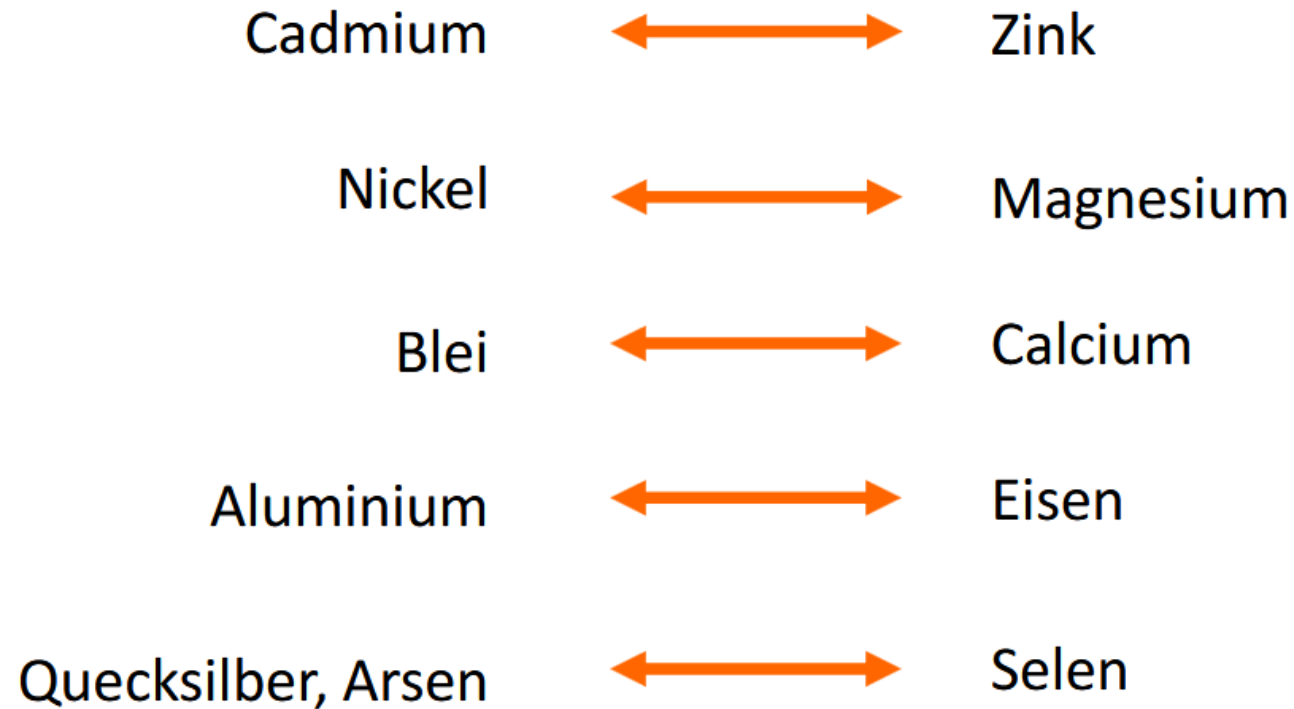 Cadmium Zink
Nickel Magnesium
Blei Calcium
Aluminium Eisen
Quecksilber, Arsen Selen